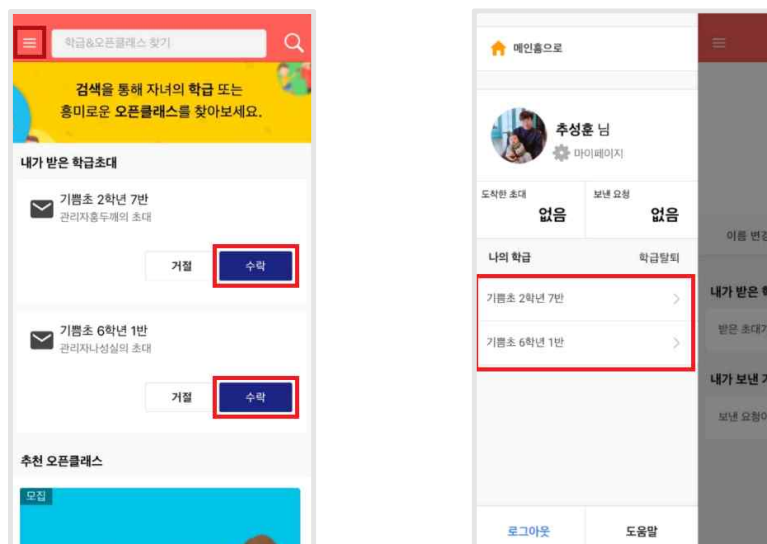 학급&오픈클래스 찾기
검색을 통해 자녀의 학급 또는
흥미로운 오픈클래스를 찾아보세요.
내가 받은 학급초대
기쁨초 2학년 7반
관리자홍두깨의 초대
거절
수락
기쁨초 6학년 1반
관리자나성실의 초대
거절
수락
추천 오픈클래스
모집
메인홈으로
추성훈 님
마이페이지
도착한 초대
없음
보낸 요청
없음
나의 학급
학급탈퇴
기쁨초 2학년 7반
기쁨초 6학년 1반
로그아웃
도움말
이름 변경
내가 받은
받은 초대가
내가 보낸
보낸 요청이